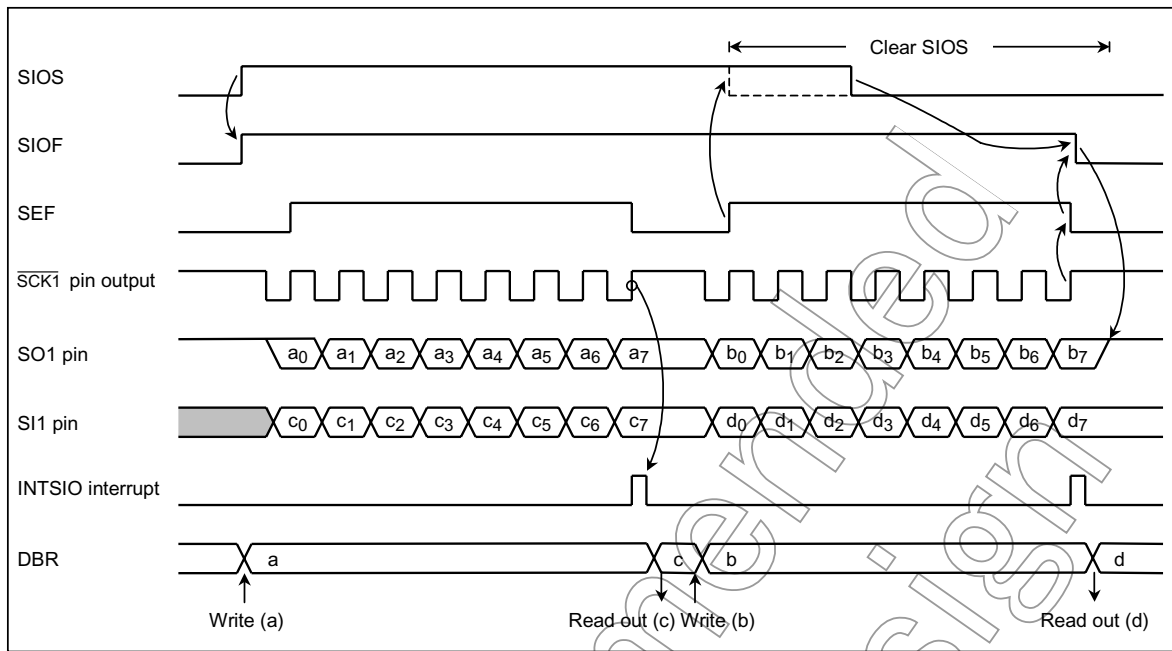 Clear SIOS
SIOS
SIOF
SEF
SCK1 pin output
SO1 pin a0 a1 a2 a3 a4 a5 a6 a7 b0 b1 b2 b3 b4 b5 b6 b7
SI1 pin c0 c1 c2 c3 c4 c5 c6 c7 d0 d1 d2 d3 d4 d5 d6 d7
INTSIO interrupt
DBR a c b d
Write (a) Read out (c) Write (b) Read out (d)